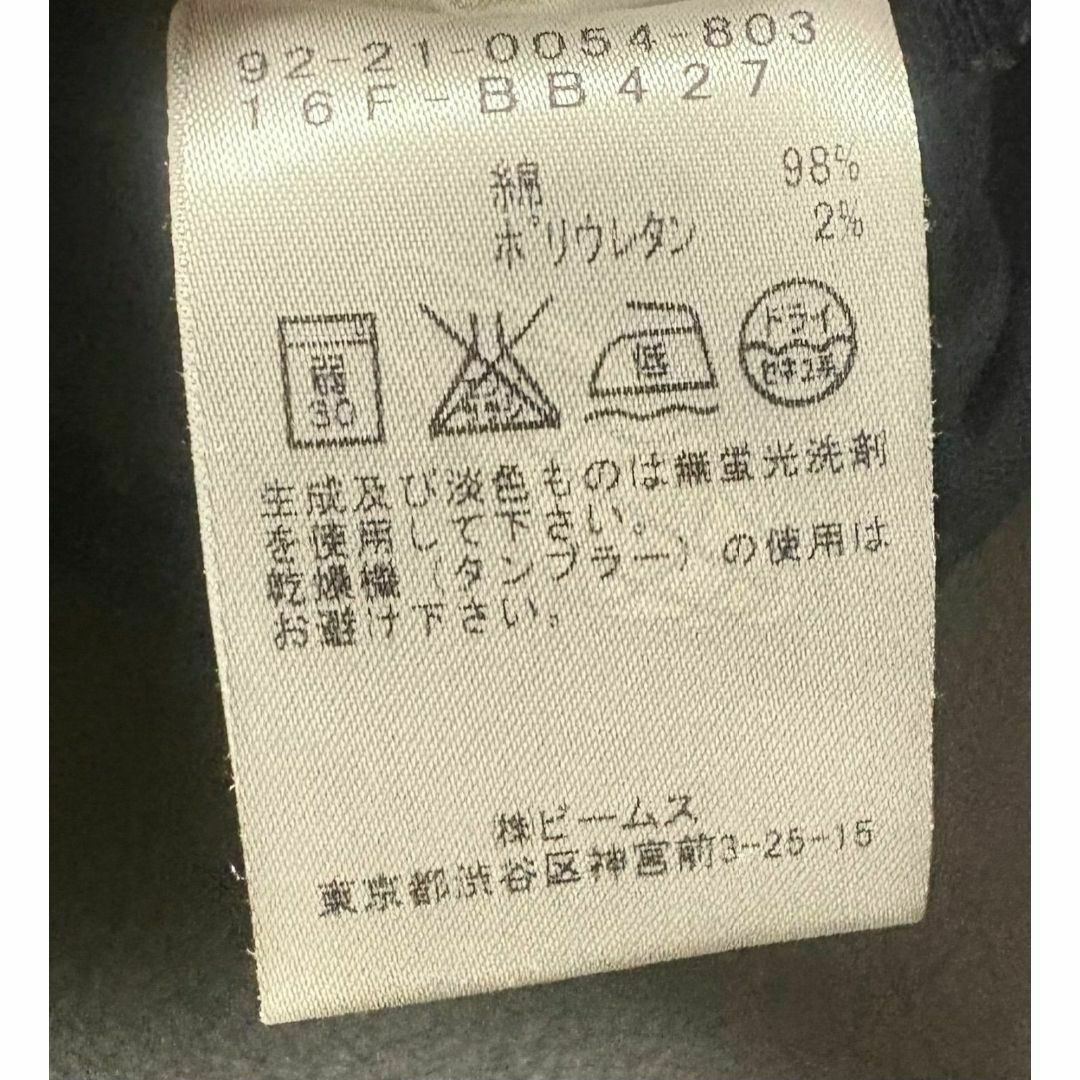 92-21-0054-803
16F-BB427
綿 98%
ポリウレタン 2%
弱
30
低
ドライ
セキユ系
生成及び淡色ものは無蛍光洗剤
を使用して下さい。
乾燥機(タンブラー)の使用は
お避け下さい。
㈱ビームス
東京都渋谷区神宮前3-25-15